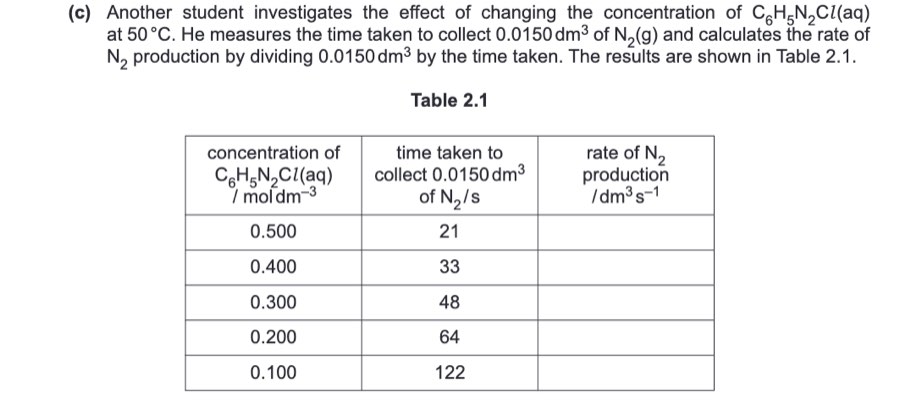 (c) Another student investigates the effect of changing the concentration of C₆H₅N₂Cl(aq)
at 50 °C. He measures the time taken to collect 0.0150 dm³ of N₂(g) and calculates the rate of
N₂ production by dividing 0.0150 dm³ by the time taken. The results are shown in Table 2.1.
Table 2.1
concentration of C₆H₅N₂Cl(aq) / mol dm⁻³ | time taken to collect 0.0150 dm³ of N₂ / s | rate of N₂ production / dm³ s⁻¹
0.500 | 21 |
0.400 | 33 |
0.300 | 48 |
0.200 | 64 |
0.100 | 122 |